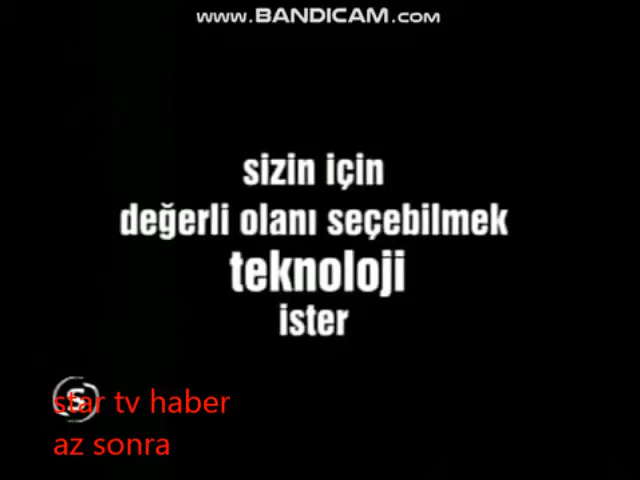 www.BANDICAM.com
sizin için
değerli olanı seçebilmek
teknoloji
ister
S
star tv haber
az sonra